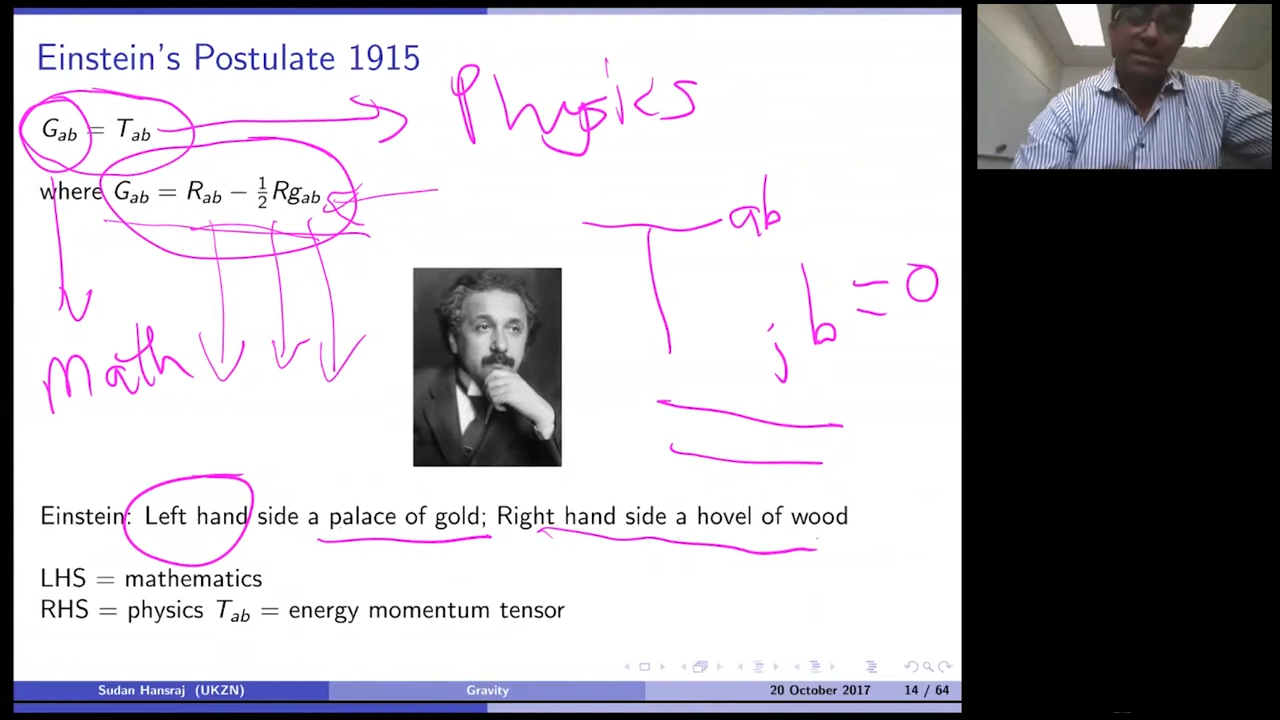 Einstein's Postulate 1915
Physics
G_ab = T_ab
where G_ab = R_ab − 1/2 Rg_ab
T ab
;b = 0
Math
Einstein: Left hand side a palace of gold; Right hand side a hovel of wood
LHS = mathematics
RHS = physics T_ab = energy momentum tensor
Sudan Hansraj (UKZN) Gravity 20 October 2017 14 / 64